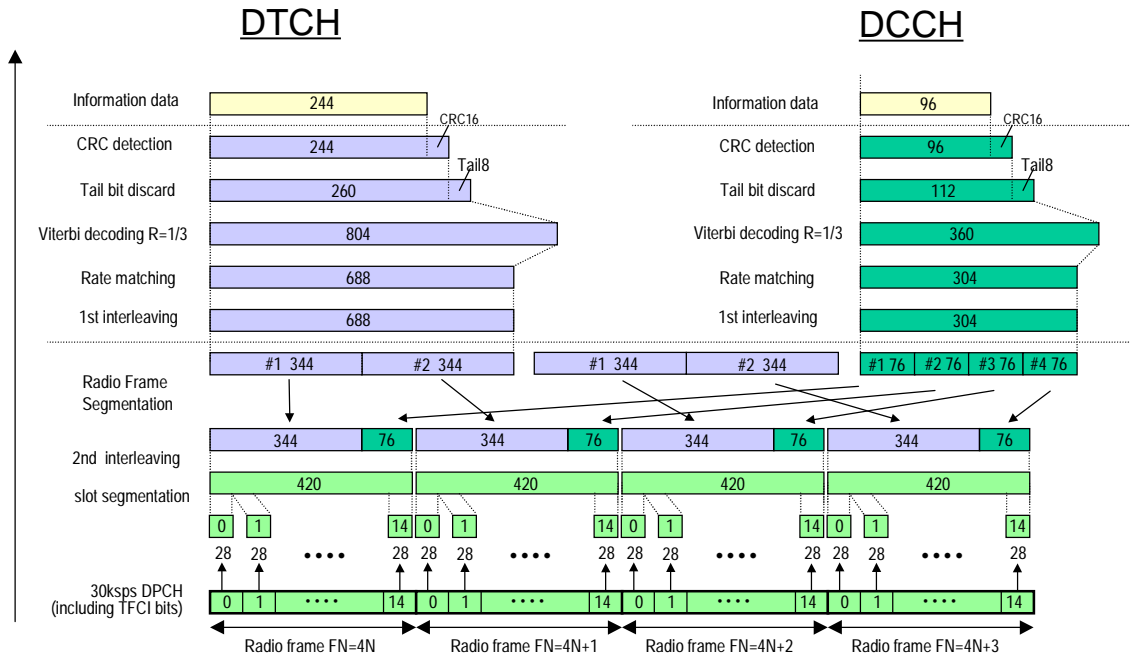 DTCH DCCH
Information data 244 Information data 96
CRC16 CRC16
CRC detection 244 CRC detection 96
Tail8 Tail8
Tail bit discard 260 Tail bit discard 112
Viterbi decoding R=1/3 804 Viterbi decoding R=1/3 360
Rate matching 688 Rate matching 304
1st interleaving 688 1st interleaving 304
#1 344 #2 344 #1 344 #2 344 #1 76 #2 76 #3 76 #4 76
Radio Frame
Segmentation
344 76 344 76 344 76 344 76
2nd interleaving
420 420 420 420
slot segmentation
0 1 14 0 1 14 0 1 14 0 1 14
28 28 •••• 28 28 28 •••• 28 28 28 •••• 28 28 28 •••• 28
30ksps DPCH
(including TFCI bits)
0 1 •••• 14 0 1 •••• 14 0 1 •••• 14 0 1 •••• 14
Radio frame FN=4N Radio frame FN=4N+1 Radio frame FN=4N+2 Radio frame FN=4N+3